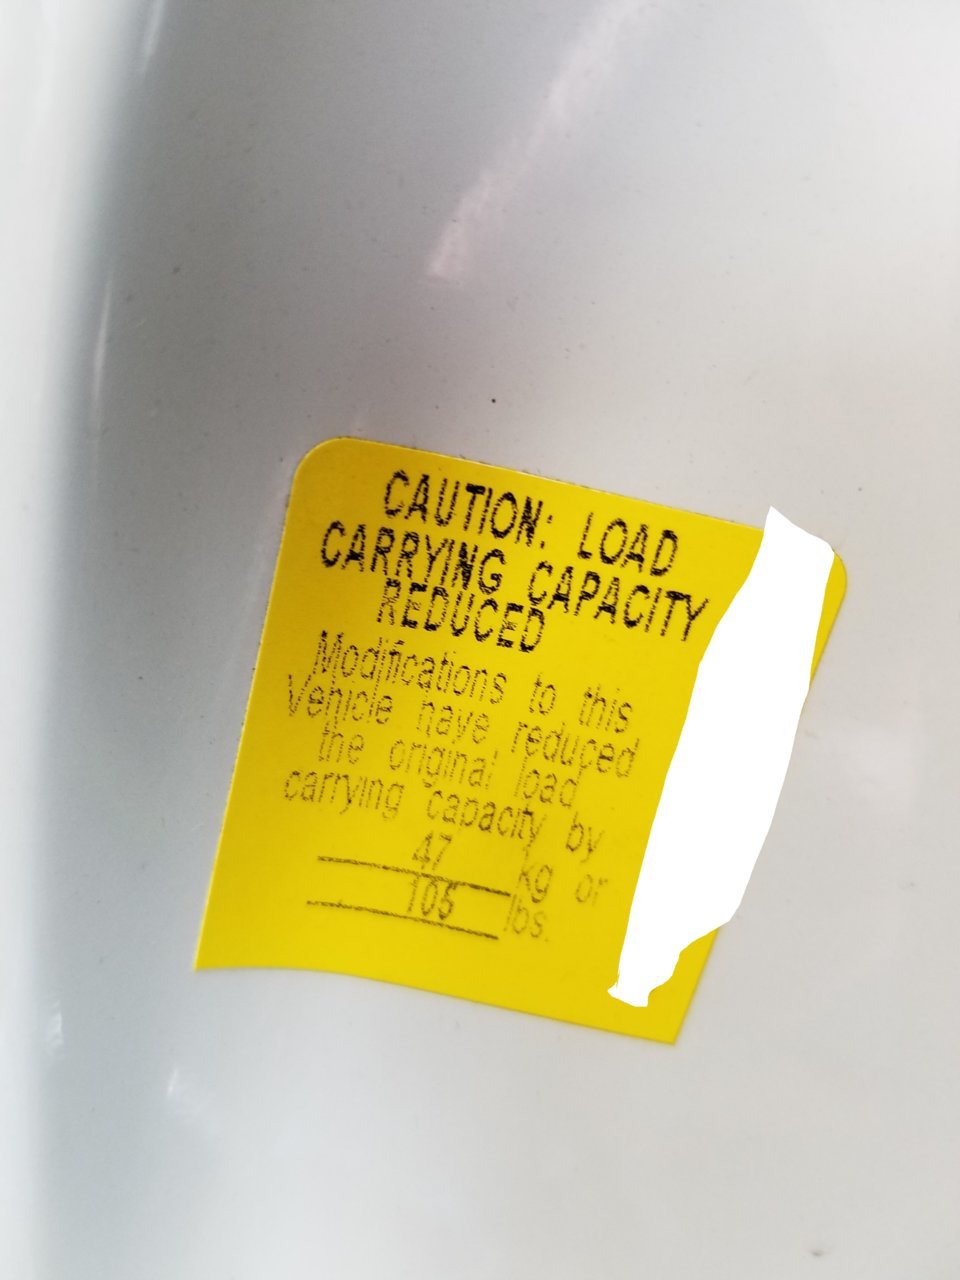 CAUTION: LOAD
CARRYING CAPACITY
REDUCED
Modifications to this
Vehicle have reduced
the original load
carrying capacity by
47 kg or
105 lbs.